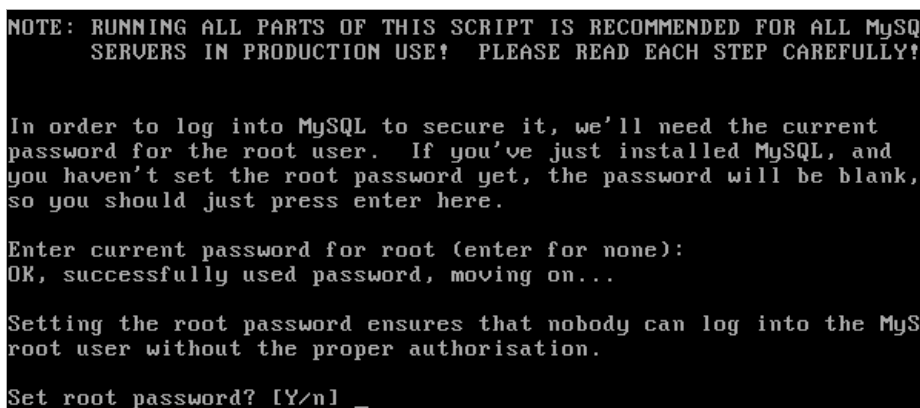 NOTE: RUNNING ALL PARTS OF THIS SCRIPT IS RECOMMENDED FOR ALL MySQ
SERVERS IN PRODUCTION USE! PLEASE READ EACH STEP CAREFULLY!
In order to log into MySQL to secure it, we'll need the current
password for the root user. If you've just installed MySQL, and
you haven't set the root password yet, the password will be blank,
so you should just press enter here.
Enter current password for root (enter for none):
OK, successfully used password, moving on...
Setting the root password ensures that nobody can log into the MyS
root user without the proper authorisation.
Set root password? [Y/n] _